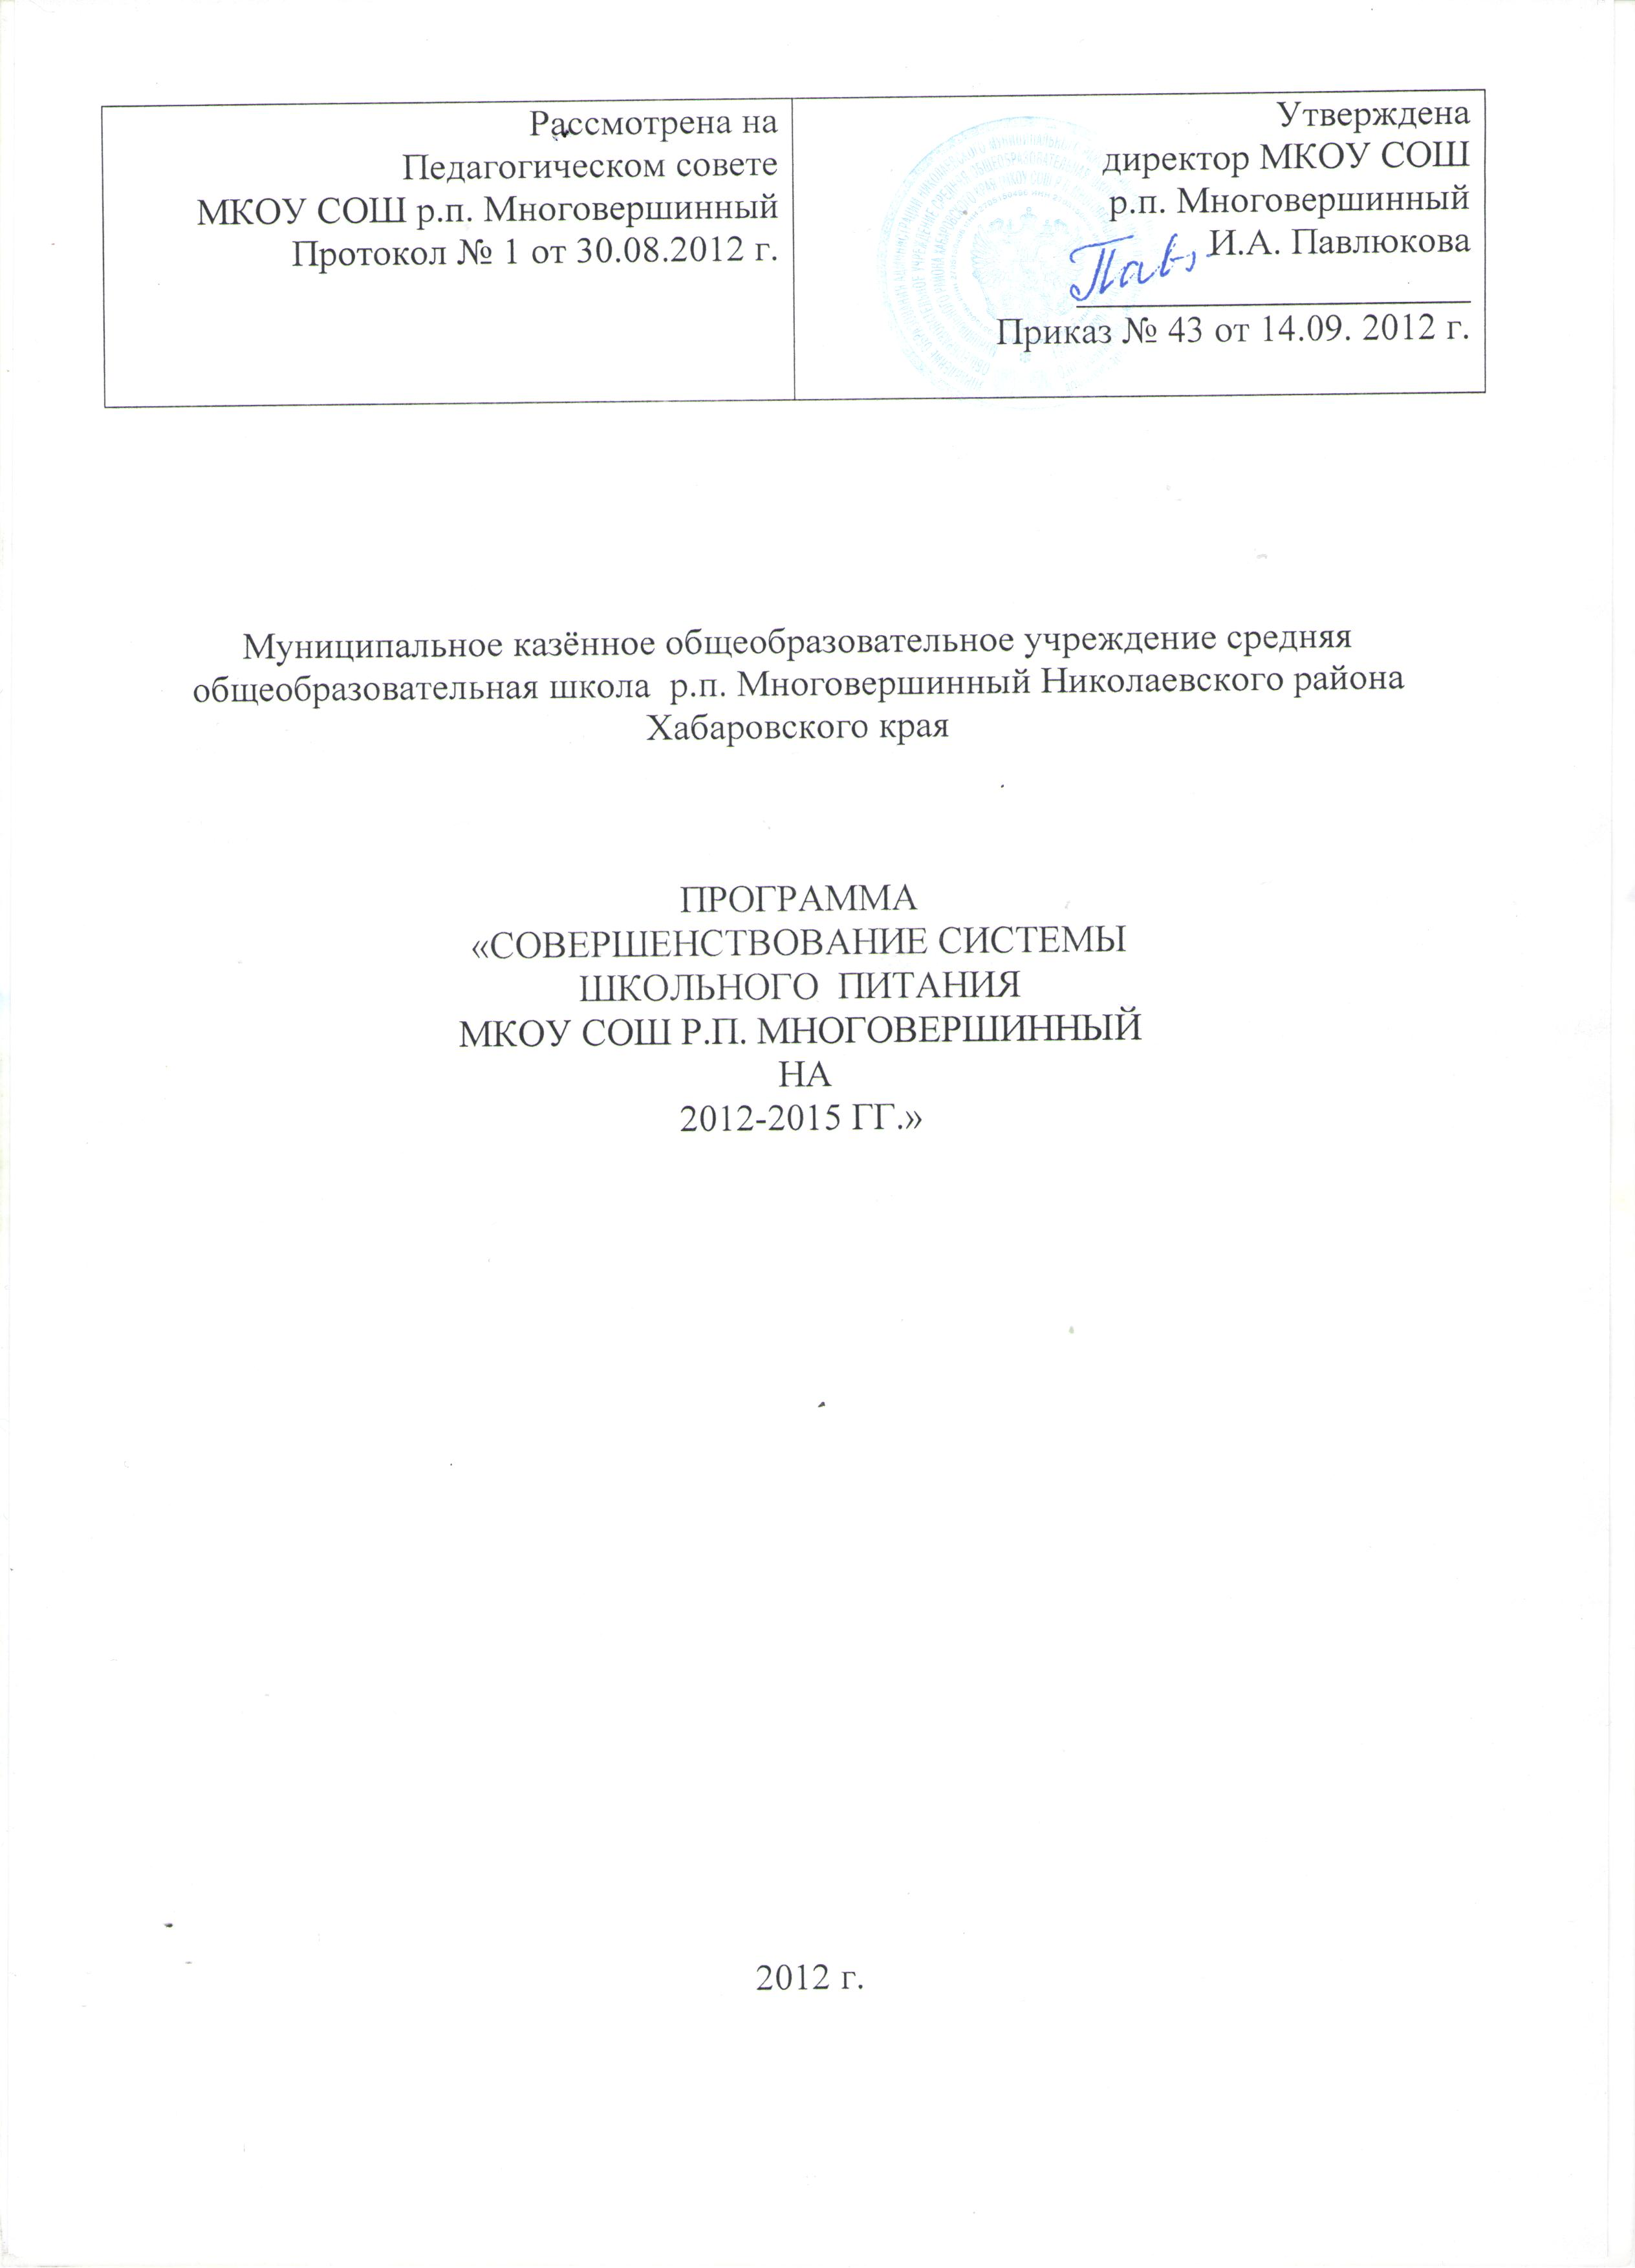 Рассмотрена на
Педагогическом совете
МКОУ СОШ р.п. Многовершинный
Протокол № 1 от 30.08.2012 г.
Утверждена
директор МКОУ СОШ
р.п. Многовершинный
И.А. Павлюкова
Приказ № 43 от 14.09. 2012 г.
Муниципальное казённое общеобразовательное учреждение средняя
общеобразовательная школа р.п. Многовершинный Николаевского района
Хабаровского края
ПРОГРАММА
«СОВЕРШЕНСТВОВАНИЕ СИСТЕМЫ
ШКОЛЬНОГО ПИТАНИЯ
МКОУ СОШ Р.П. МНОГОВЕРШИННЫЙ
НА
2012-2015 ГГ.»
2012 г.